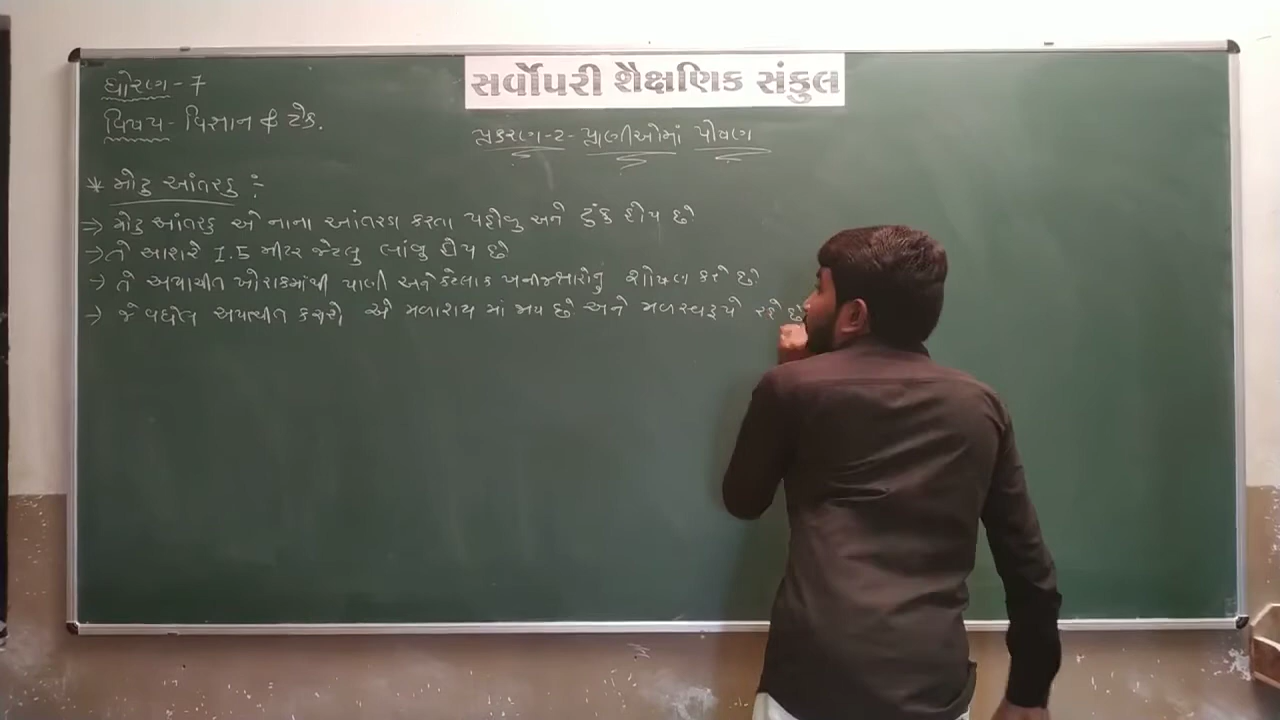 સર્વોપરી શૈક્ષણિક સંકુલ
ધોરણ - 7
વિષય - વિજ્ઞાન & ટેક.
પ્રકરણ-2- પ્રાણીઓમાં પોષણ
* મોટુ આંતરડુ :-
→ મોટુ આંતરડુ એ નાના આંતરડા કરતા પહોળુ અને ટુંકુ હોય છે
→ તે આશરે 1.5 મીટર જેટલુ લાંબુ હોય છે
→ તે અપાચીત ખોરાકમાંથી પાણી અને કેટલાક ખનીજક્ષારોનુ શોષણ કરે છે
→ જે વધેલ અપાચીત કચરો એ મળાશય માં જાય છે અને મળસ્વરૂપે રહે છે